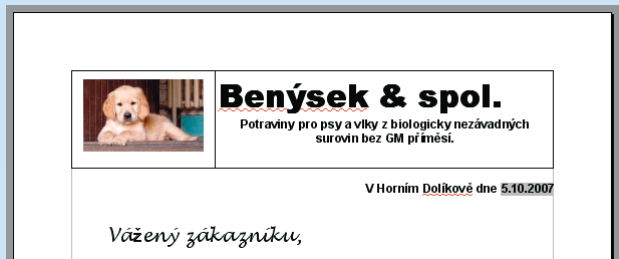 Benýsek & spol.
Potraviny pro psy a vlky z biologicky nezávadných
surovin bez GM příměsí.
V Horním Dolíkově dne 5.10.2007
Vážený zákazníku,